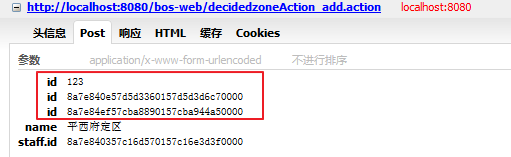 http://localhost:8080/bos-web/decidedzoneAction_add.action localhost:8080
头信息 Post 响应 HTML 缓存 Cookies
参数 application/x-www-form-urlencoded 不进行排序
id 123
id 8a7e840e57d5d3360157d5d3d6c70000
id 8a7e84ef57cba8890157cba944a50000
name 平西府定区
staff.id 8a7e840357c16d570157c16e3d3f0000